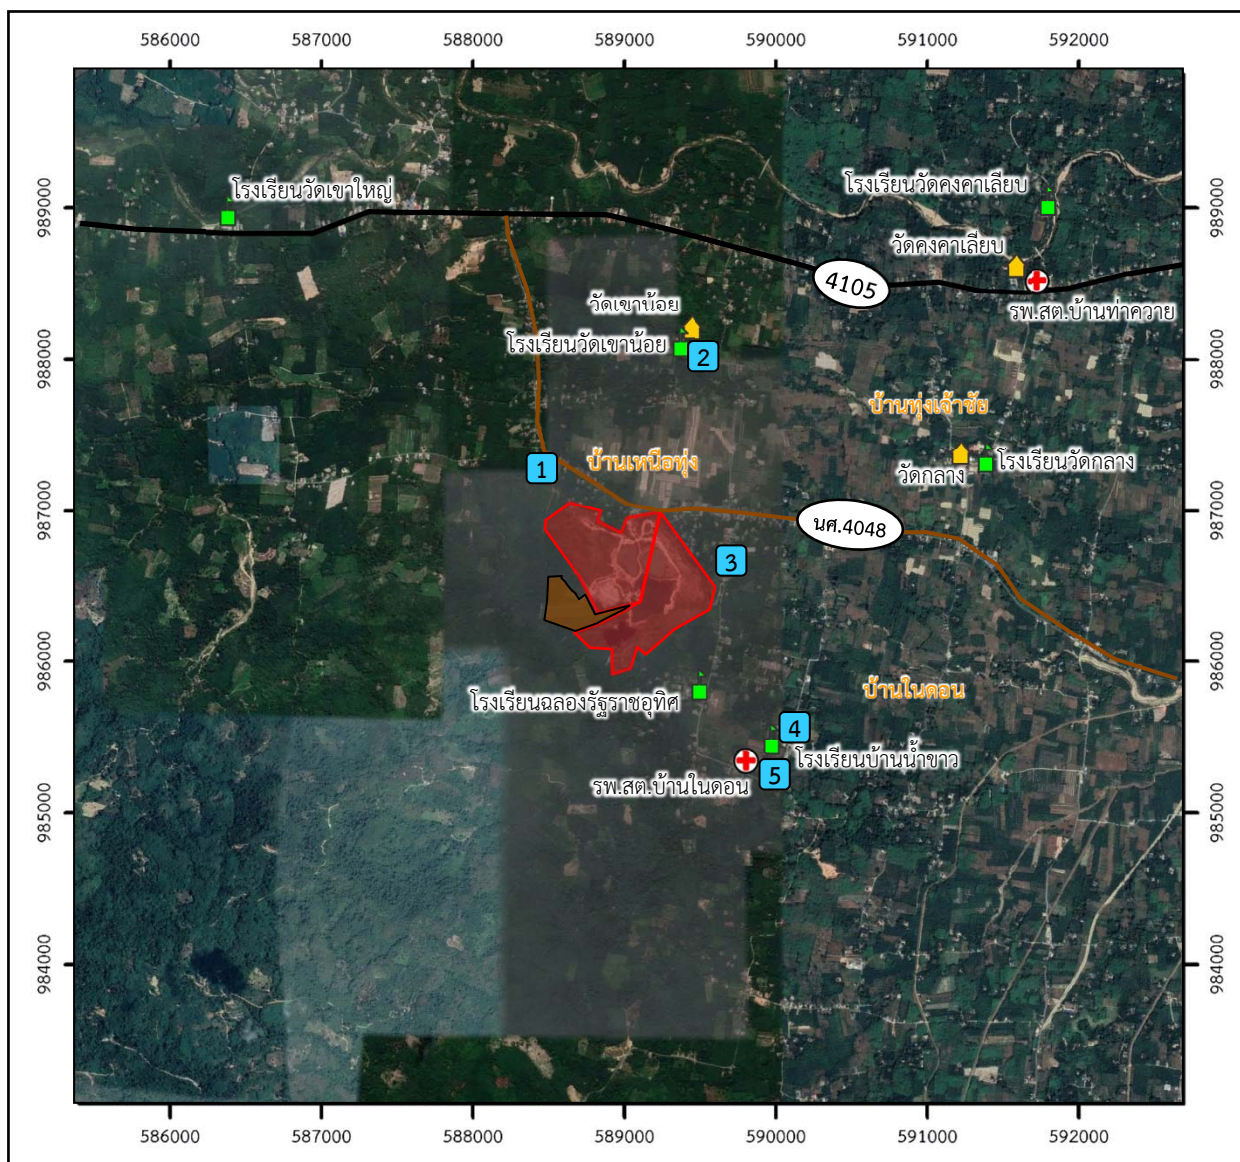 586000 587000 588000 589000 590000 591000 592000
989000
989000
โรงเรียนวัดเขาใหญ่
โรงเรียนวัดคงคาเลียบ
วัดคงคาเลียบ
4105
รพ.สต.บ้านท่าควาย
วัดเขาน้อย
โรงเรียนวัดเขาน้อย
2
988000
988000
บ้านทุ่งเจ้าชัย
1
บ้านเหนือทุ่ง
วัดกลาง
โรงเรียนวัดกลาง
987000
987000
นศ.4048
3
986000
986000
โรงเรียนฉลองรัฐราชอุทิศ
บ้านในดอน
4
โรงเรียนบ้านน้ำขาว
รพ.สต.บ้านในดอน
5
985000
985000
984000
984000
586000 587000 588000 589000 590000 591000 592000